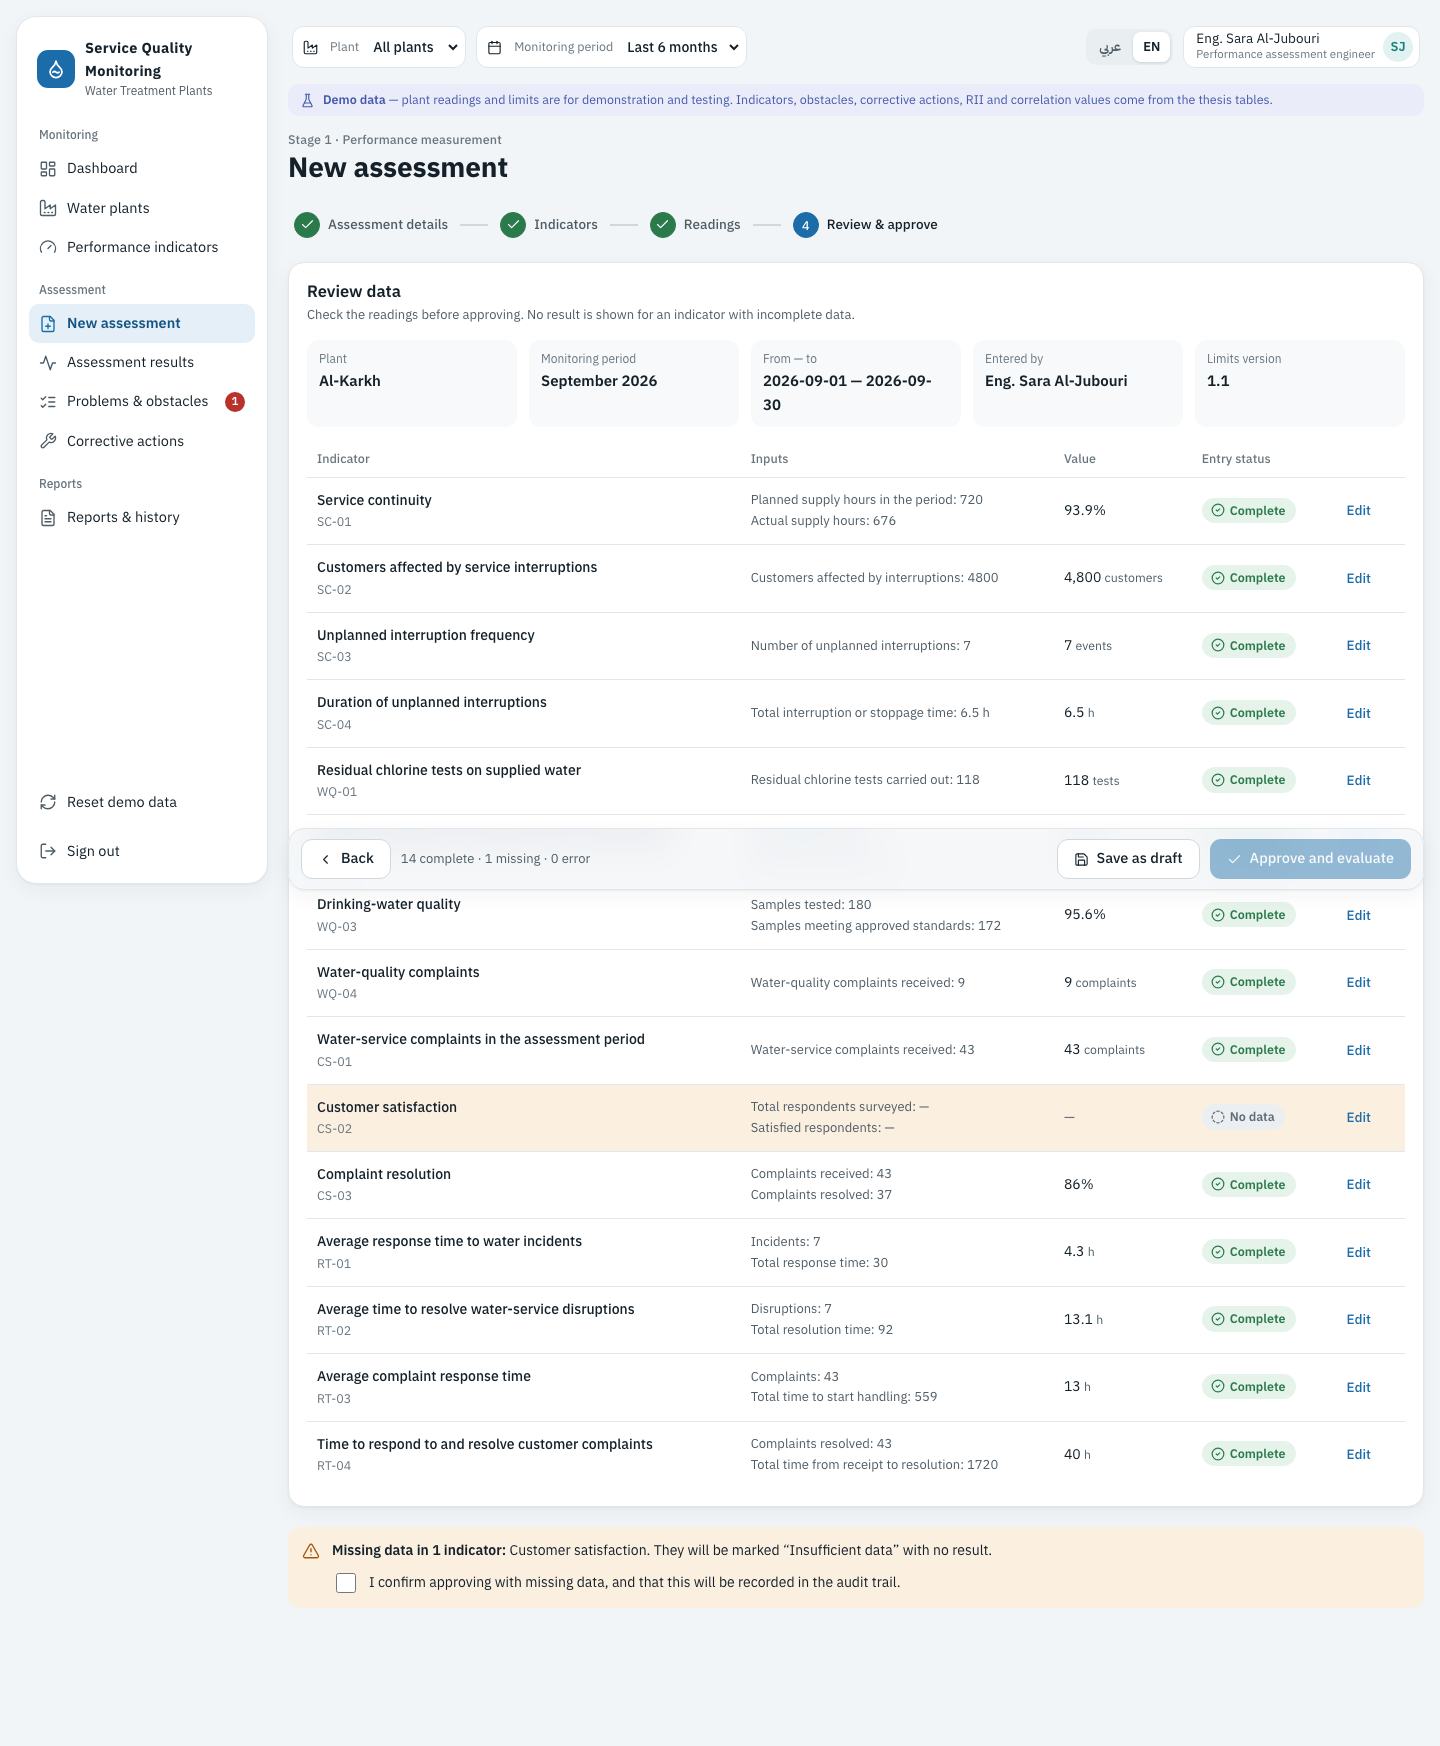 Service Quality
Monitoring
Water Treatment Plants
Monitoring
Dashboard
Water plants
Performance indicators
Assessment
New assessment
Assessment results
Problems & obstacles 1
Corrective actions
Reports
Reports & history
Reset demo data
Sign out
Plant All plants
Monitoring period Last 6 months
عربي EN
Eng. Sara Al-Jubouri
Performance assessment engineer
SJ
Demo data — plant readings and limits are for demonstration and testing. Indicators, obstacles, corrective actions, RII and correlation values come from the thesis tables.
Stage 1 · Performance measurement
New assessment
Assessment details Indicators Readings 4 Review & approve
Review data
Check the readings before approving. No result is shown for an indicator with incomplete data.
Plant
Al-Karkh
Monitoring period
September 2026
From — to
2026-09-01 — 2026-09-
30
Entered by
Eng. Sara Al-Jubouri
Limits version
1.1
Indicator Inputs Value Entry status
Service continuity
SC-01
Planned supply hours in the period: 720
Actual supply hours: 676
93.9% Complete Edit
Customers affected by service interruptions
SC-02
Customers affected by interruptions: 4800
4,800 customers Complete Edit
Unplanned interruption frequency
SC-03
Number of unplanned interruptions: 7
7 events Complete Edit
Duration of unplanned interruptions
SC-04
Total interruption or stoppage time: 6.5 h
6.5 h Complete Edit
Residual chlorine tests on supplied water
WQ-01
Residual chlorine tests carried out: 118
118 tests Complete Edit
Back 14 complete · 1 missing · 0 error Save as draft Approve and evaluate
Drinking-water quality
WQ-03
Samples tested: 180
Samples meeting approved standards: 172
95.6% Complete Edit
Water-quality complaints
WQ-04
Water-quality complaints received: 9
9 complaints Complete Edit
Water-service complaints in the assessment period
CS-01
Water-service complaints received: 43
43 complaints Complete Edit
Customer satisfaction
CS-02
Total respondents surveyed: —
Satisfied respondents: —
— No data Edit
Complaint resolution
CS-03
Complaints received: 43
Complaints resolved: 37
86% Complete Edit
Average response time to water incidents
RT-01
Incidents: 7
Total response time: 30
4.3 h Complete Edit
Average time to resolve water-service disruptions
RT-02
Disruptions: 7
Total resolution time: 92
13.1 h Complete Edit
Average complaint response time
RT-03
Complaints: 43
Total time to start handling: 559
13 h Complete Edit
Time to respond to and resolve customer complaints
RT-04
Complaints resolved: 43
Total time from receipt to resolution: 1720
40 h Complete Edit
Missing data in 1 indicator: Customer satisfaction. They will be marked “Insufficient data” with no result.
I confirm approving with missing data, and that this will be recorded in the audit trail.